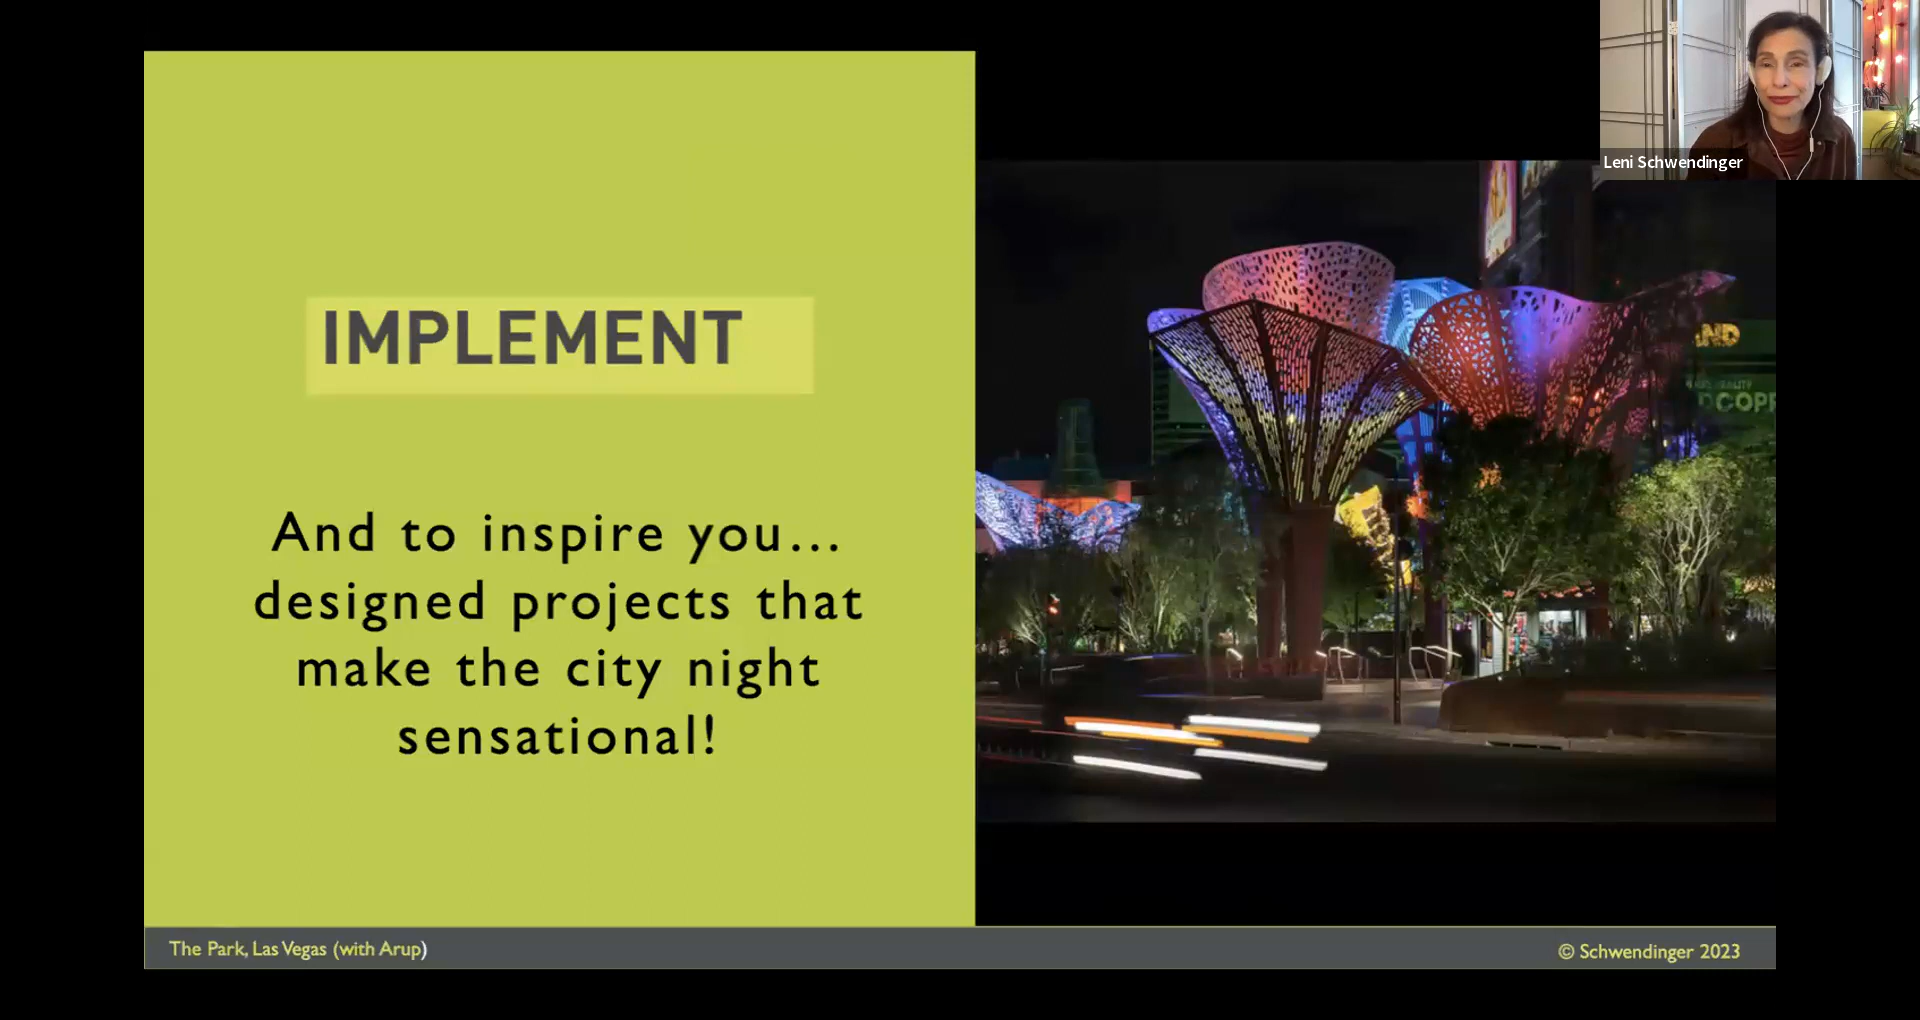 Leni Schwendinger
IMPLEMENT
And to inspire you...
designed projects that
make the city night
sensational!
The Park, Las Vegas (with Arup)
© Schwendinger 2023